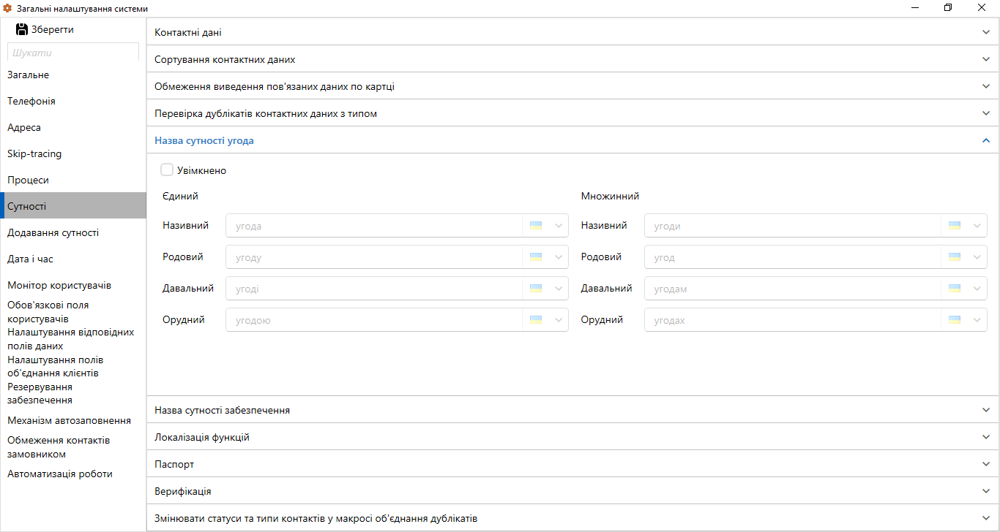 Загальні налаштування системи
Зберегти
Шукати
Загальне
Телефонія
Адреса
Skip-tracing
Процеси
Сутності
Додавання сутності
Дата і час
Монітор користувачів
Обов'язкові поля
користувачів
Налаштування відповідних
полів даних
Налаштування полів
об'єднання клієнтів
Резервування
забезпечення
Механізм автозаповнення
Обмеження контактів
замовником
Автоматизація роботи
Контактні дані
Сортування контактних даних
Обмеження виведення пов'язаних даних по картці
Перевірка дублікатів контактних даних з типом
Назва сутності угода
Увімкнено
Єдиний
Називний угода
Родовий угоду
Давальний угоді
Орудний угодою
Множинний
Називний угоди
Родовий угод
Давальний угодам
Орудний угодах
Назва сутності забезпечення
Локалізація функцій
Паспорт
Верифікація
Змінювати статуси та типи контактів у макросі об'єднання дублікатів